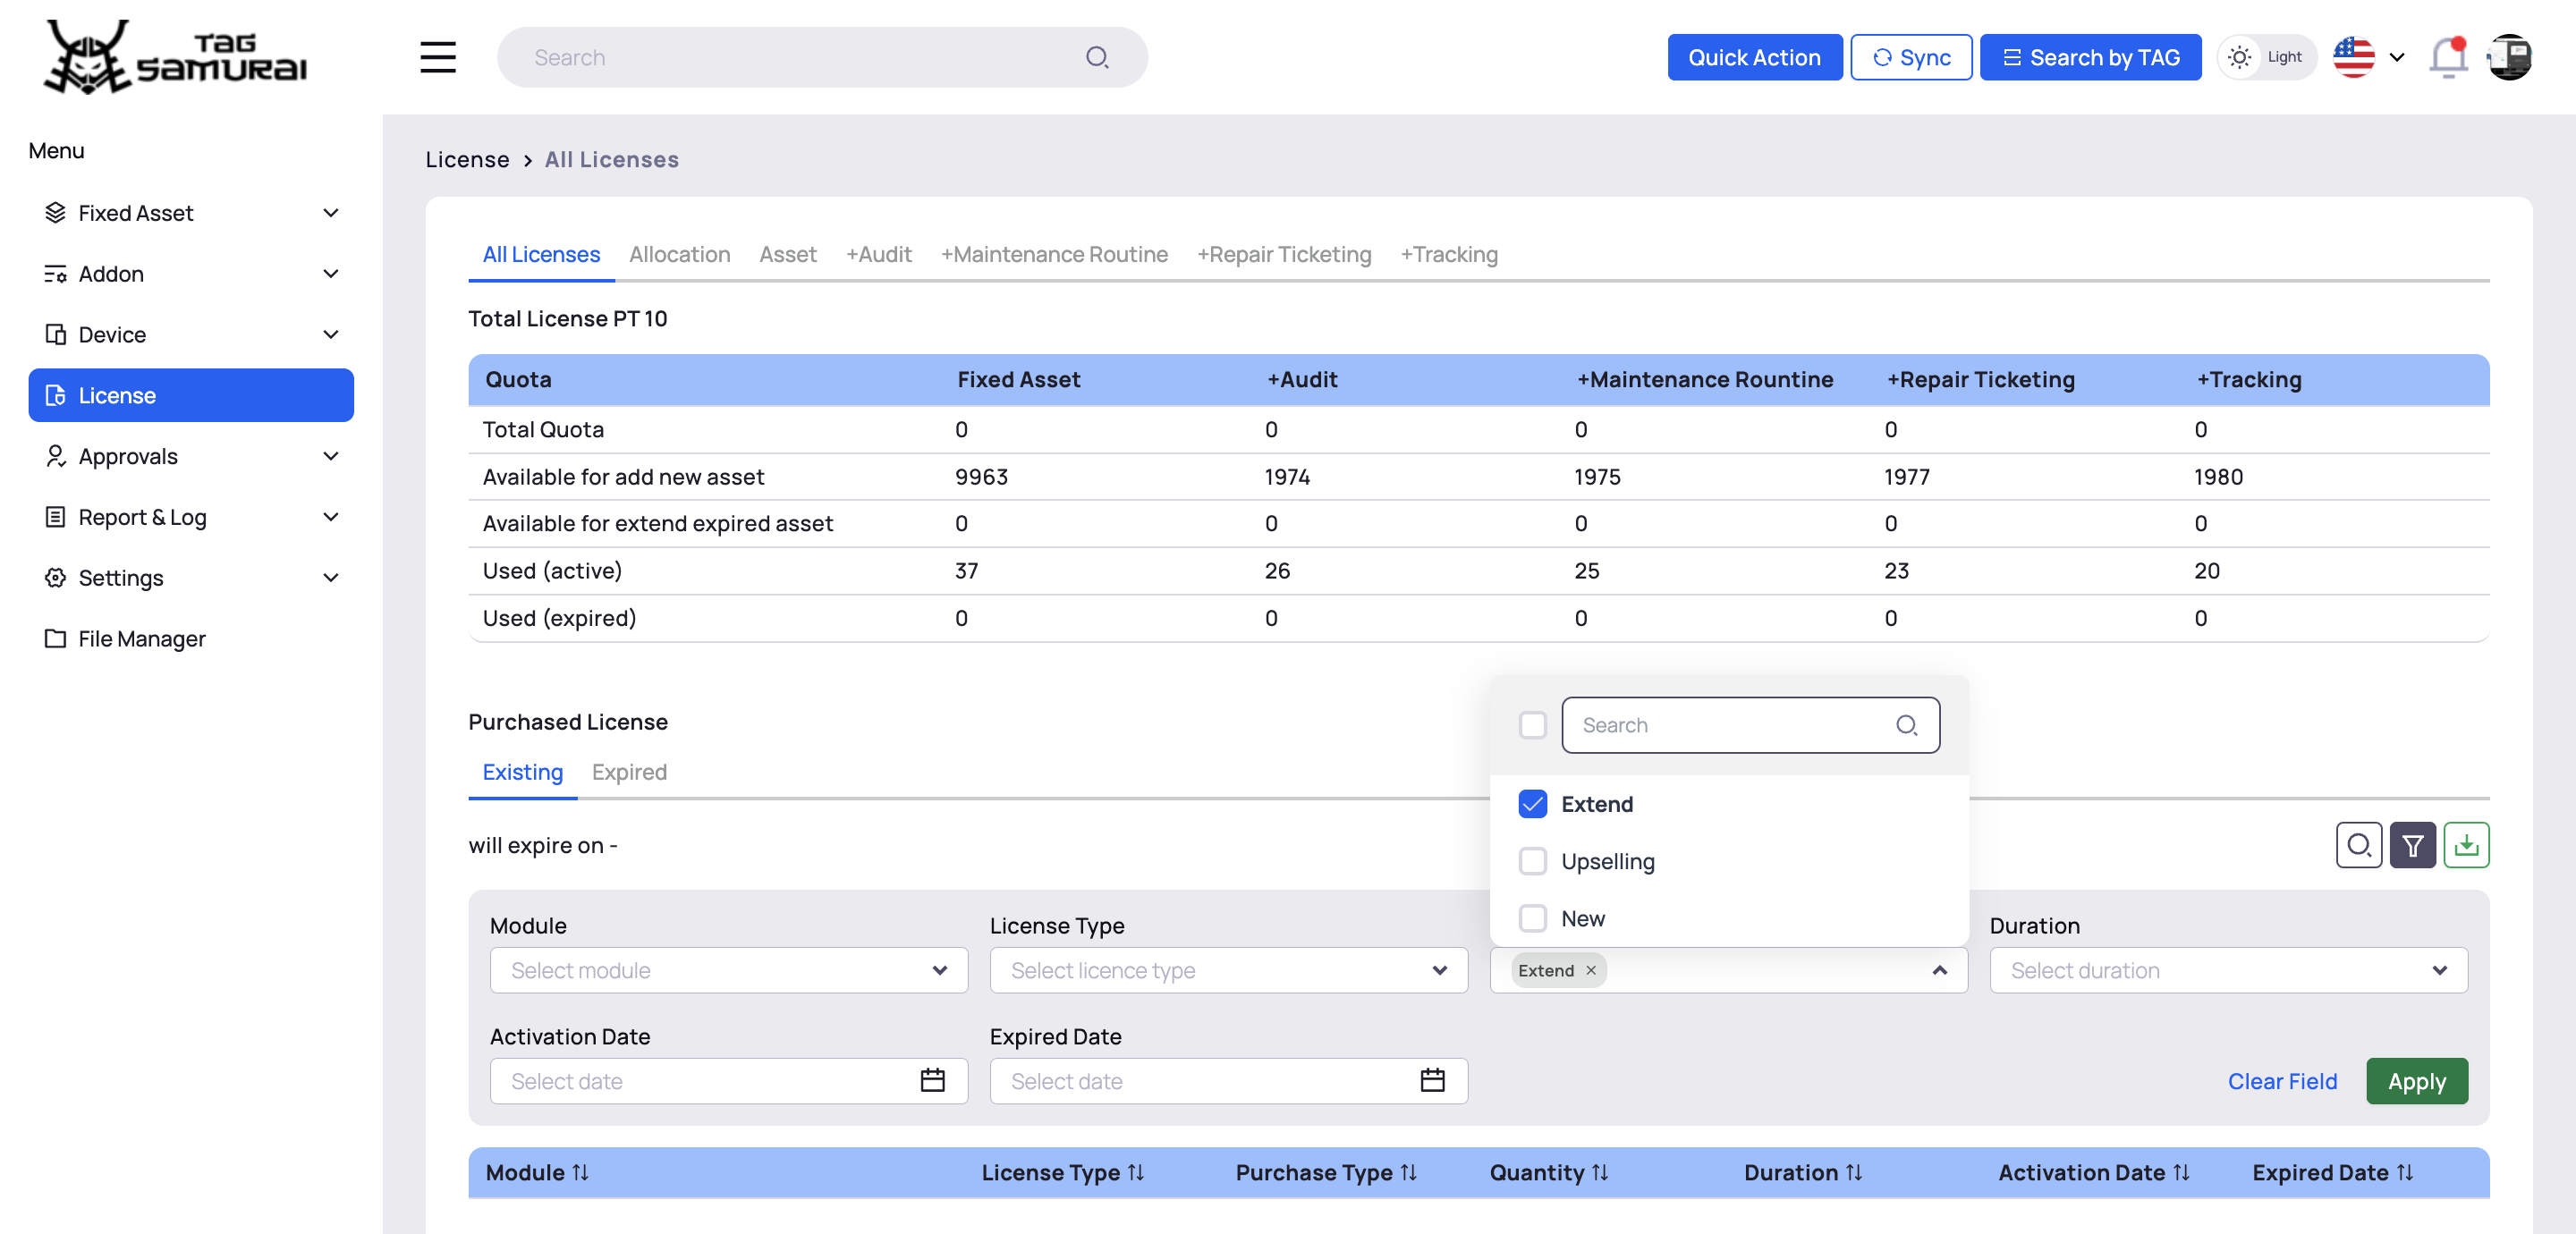 TAG SAMURAI
Search
Quick Action
Sync
Search by TAG
Light
Menu
Fixed Asset
Addon
Device
License
Approvals
Report & Log
Settings
File Manager
License > All Licenses
All Licenses Allocation Asset +Audit +Maintenance Routine +Repair Ticketing +Tracking
Total License PT 10
Quota Fixed Asset +Audit +Maintenance Rountine +Repair Ticketing +Tracking
Total Quota 0 0 0 0 0
Available for add new asset 9963 1974 1975 1977 1980
Available for extend expired asset 0 0 0 0 0
Used (active) 37 26 25 23 20
Used (expired) 0 0 0 0 0
Purchased License
Existing Expired
will expire on -
Search
Extend
Upselling
New
Module License Type Duration
Select module Select licence type Extend × Select duration
Activation Date Expired Date
Select date Select date Clear Field Apply
Module License Type Purchase Type Quantity Duration Activation Date Expired Date